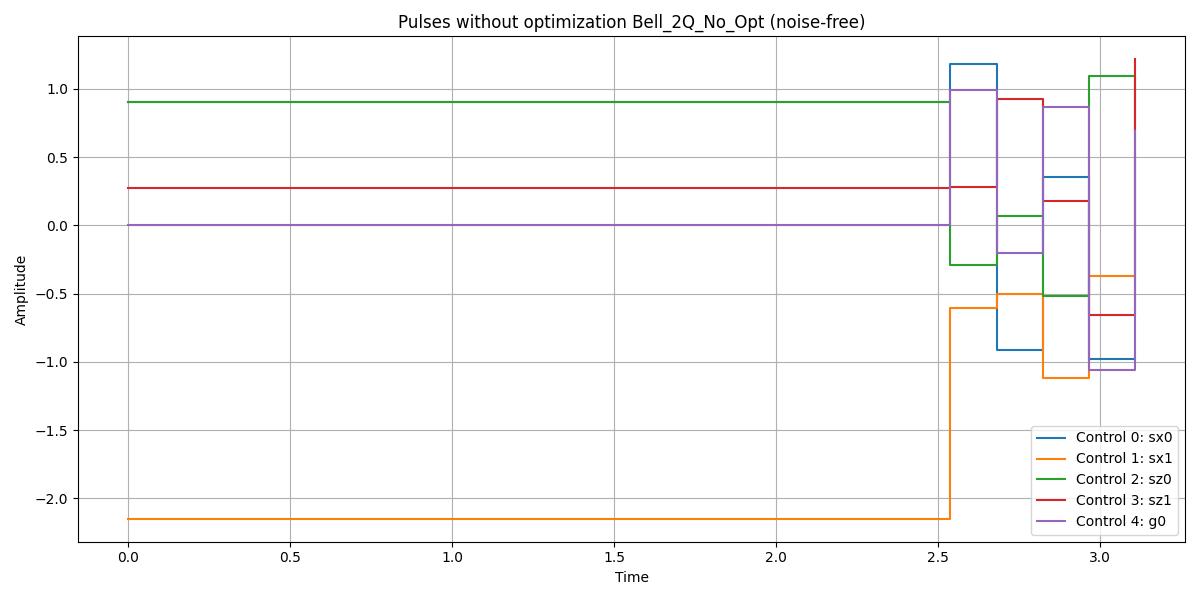 Pulses without optimization Bell_2Q_No_Opt (noise-free)
Amplitude
1.0
0.5
0.0
−0.5
−1.0
−1.5
−2.0
0.0 0.5 1.0 1.5 2.0 2.5 3.0
Time
Control 0: sx0
Control 1: sx1
Control 2: sz0
Control 3: sz1
Control 4: g0